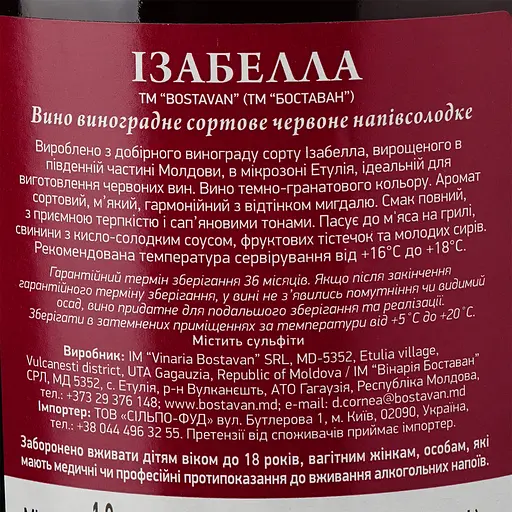 ІЗАБЕЛЛА
ТМ "BOSTAVAN" (ТМ "БОСТАВАН")
Вино виноградне сортове червоне напівсолодке
Вироблено з добірного винограду сорту Ізабелла, вирощеного в
південній частині Молдови, в мікрозоні Етулія, ідеальній для
виготовлення червоних вин. Вино темно-гранатового кольору. Аромат
сортовий, м'який, гармонійний з відтінком мигдалю. Смак повний,
з приємною терпкістю і сап'яновими тонами. Пасує до м'яса на грилі,
свинини з кисло-солодким соусом, фруктових тістечок та молодих сирів.
Рекомендована температура сервірування від +16°С до +18°С.
Гарантійний термін зберігання 36 місяців. Якщо після закінчення
гарантійного терміну зберігання, у вині не з'явились помутніння чи видимий
осад, вино придатне для подальшого зберігання та реалізації.
Зберігати в затемнених приміщеннях за температури від +5°С до +20°С.
Містить сульфіти
Виробник: ІМ "Vinaria Bostavan" SRL, MD-5352, Etulia village,
Vulcanesti district, UTA Gagauzia, Republic of Moldova / ІМ "Вінарія Боставан"
СРЛ, МД 5352, с. Етулія, р-н Вулканешть, АТО Гагаузія, Республіка Молдова,
тел.: +373 29 376 148; www.bostavan.md; e-mail: d.cornea@bostavan.md
Імпортер: ТОВ «СІЛЬПО-ФУД» вул. Бутлерова 1, м. Київ, 02090, Україна,
тел.: +38 044 496 32 55. Претензії від споживачів приймає імпортер.
Заборонено вживати дітям віком до 18 років, вагітним жінкам, особам, які
мають медичні чи професійні протипоказання до вживання алкогольних напоїв.